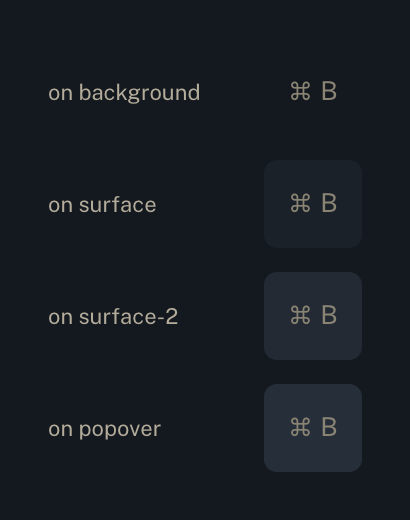 on background ⌘ B
on surface ⌘ B
on surface-2 ⌘ B
on popover ⌘ B